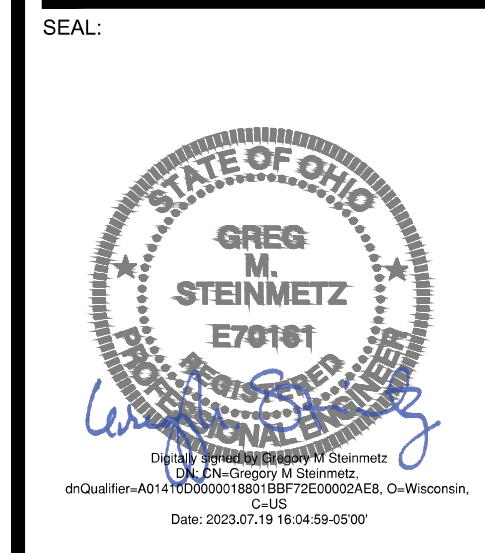 SEAL:
STATE OF OHIO
GREG
M.
STEINMETZ
E70161
REGISTERED
PROFESSIONAL ENGINEER
Digitally signed by Gregory M Steinmetz
DN: CN=Gregory M Steinmetz,
dnQualifier=A01410D0000018801BBF72E00002AE8, O=Wisconsin,
C=US
Date: 2023.07.19 16:04:59-05'00'